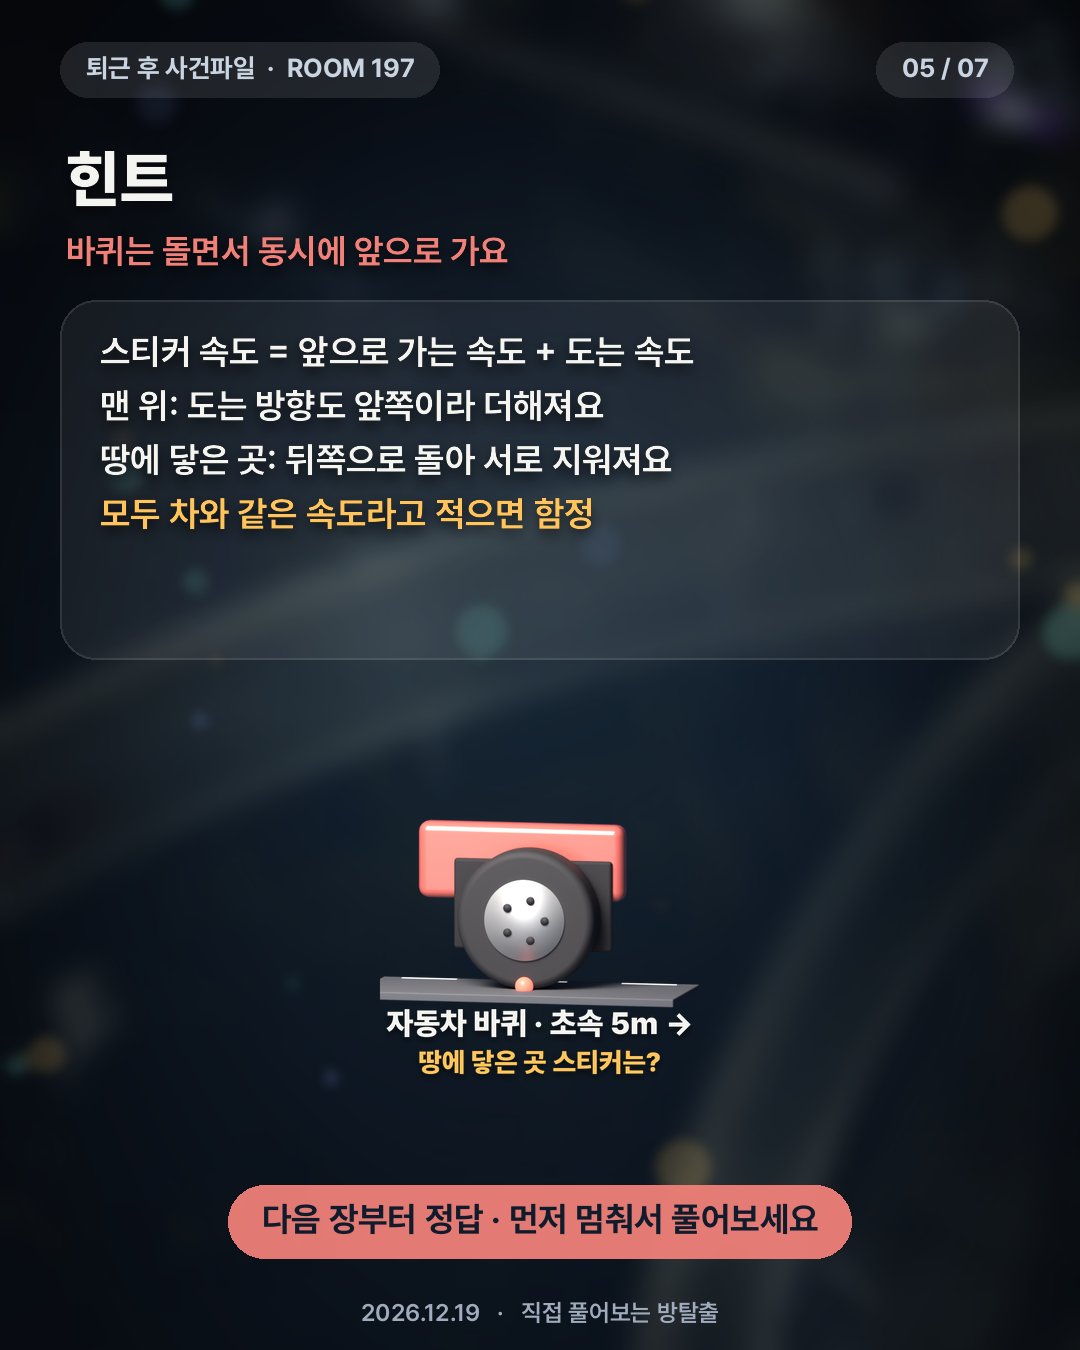 퇴근 후 사건파일 · ROOM 197
05 / 07
힌트
바퀴는 돌면서 동시에 앞으로 가요
스티커 속도 = 앞으로 가는 속도 + 도는 속도
맨 위: 도는 방향도 앞쪽이라 더해져요
땅에 닿은 곳: 뒤쪽으로 돌아 서로 지워져요
모두 차와 같은 속도라고 적으면 함정
자동차 바퀴 · 초속 5m →
땅에 닿은 곳 스티커는?
다음 장부터 정답 · 먼저 멈춰서 풀어보세요
2026.12.19 · 직접 풀어보는 방탈출